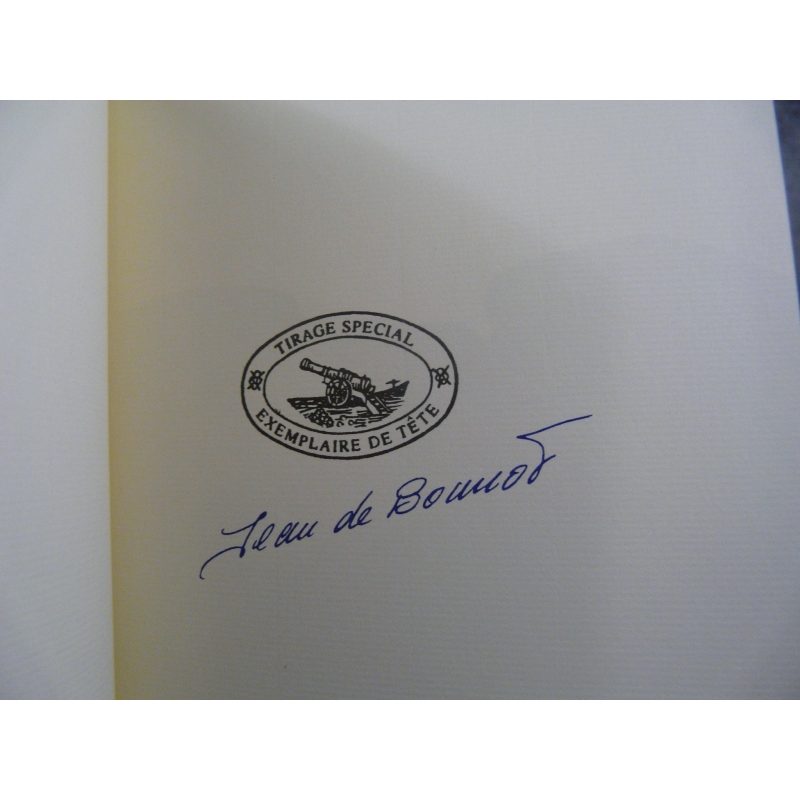 TIRAGE SPECIAL
EXEMPLAIRE DE TÊTE
Jean de Bonnot